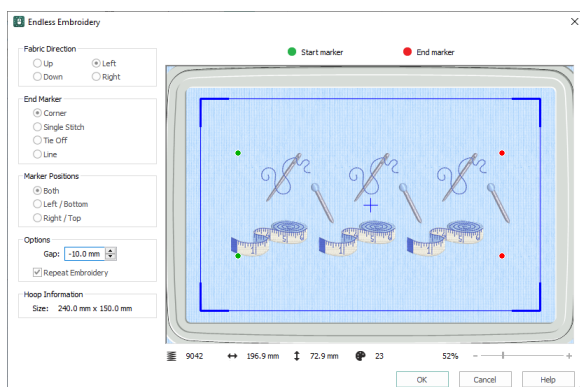 Endless Embroidery
Fabric Direction
Up
Left
Down
Right
End Marker
Corner
Single Stitch
Tie Off
Line
Marker Positions
Both
Left / Bottom
Right / Top
Options
Gap: -10.0 mm
Repeat Embroidery
Hoop Information
Size: 240.0 mm x 150.0 mm
Start marker
End marker
9042
196.9 mm
72.9 mm
23
52%
OK
Cancel
Help